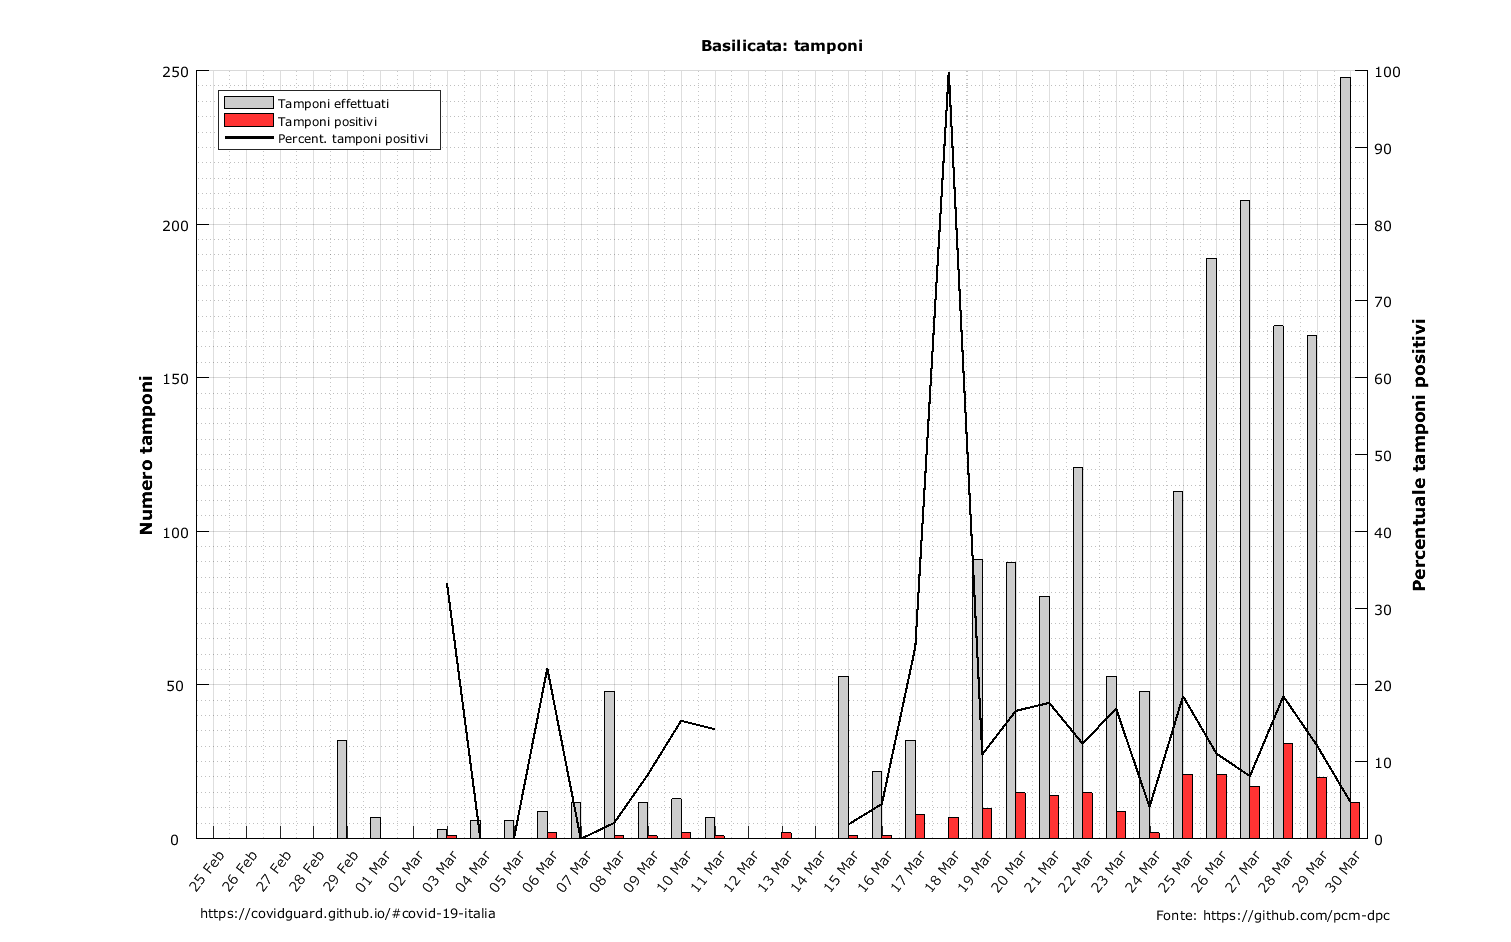 Basilicata: tamponi
Tamponi effettuati
Tamponi positivi
Percent. tamponi positivi
Numero tamponi
250
200
150
100
50
0
Percentuale tamponi positivi
100
90
80
70
60
50
40
30
20
10
0
25 Feb
26 Feb
27 Feb
28 Feb
29 Feb
01 Mar
02 Mar
03 Mar
04 Mar
05 Mar
06 Mar
07 Mar
08 Mar
09 Mar
10 Mar
11 Mar
12 Mar
13 Mar
14 Mar
15 Mar
16 Mar
17 Mar
18 Mar
19 Mar
20 Mar
21 Mar
22 Mar
23 Mar
24 Mar
25 Mar
26 Mar
27 Mar
28 Mar
29 Mar
30 Mar
https://covidguard.github.io/#covid-19-italia
Fonte: https://github.com/pcm-dpc